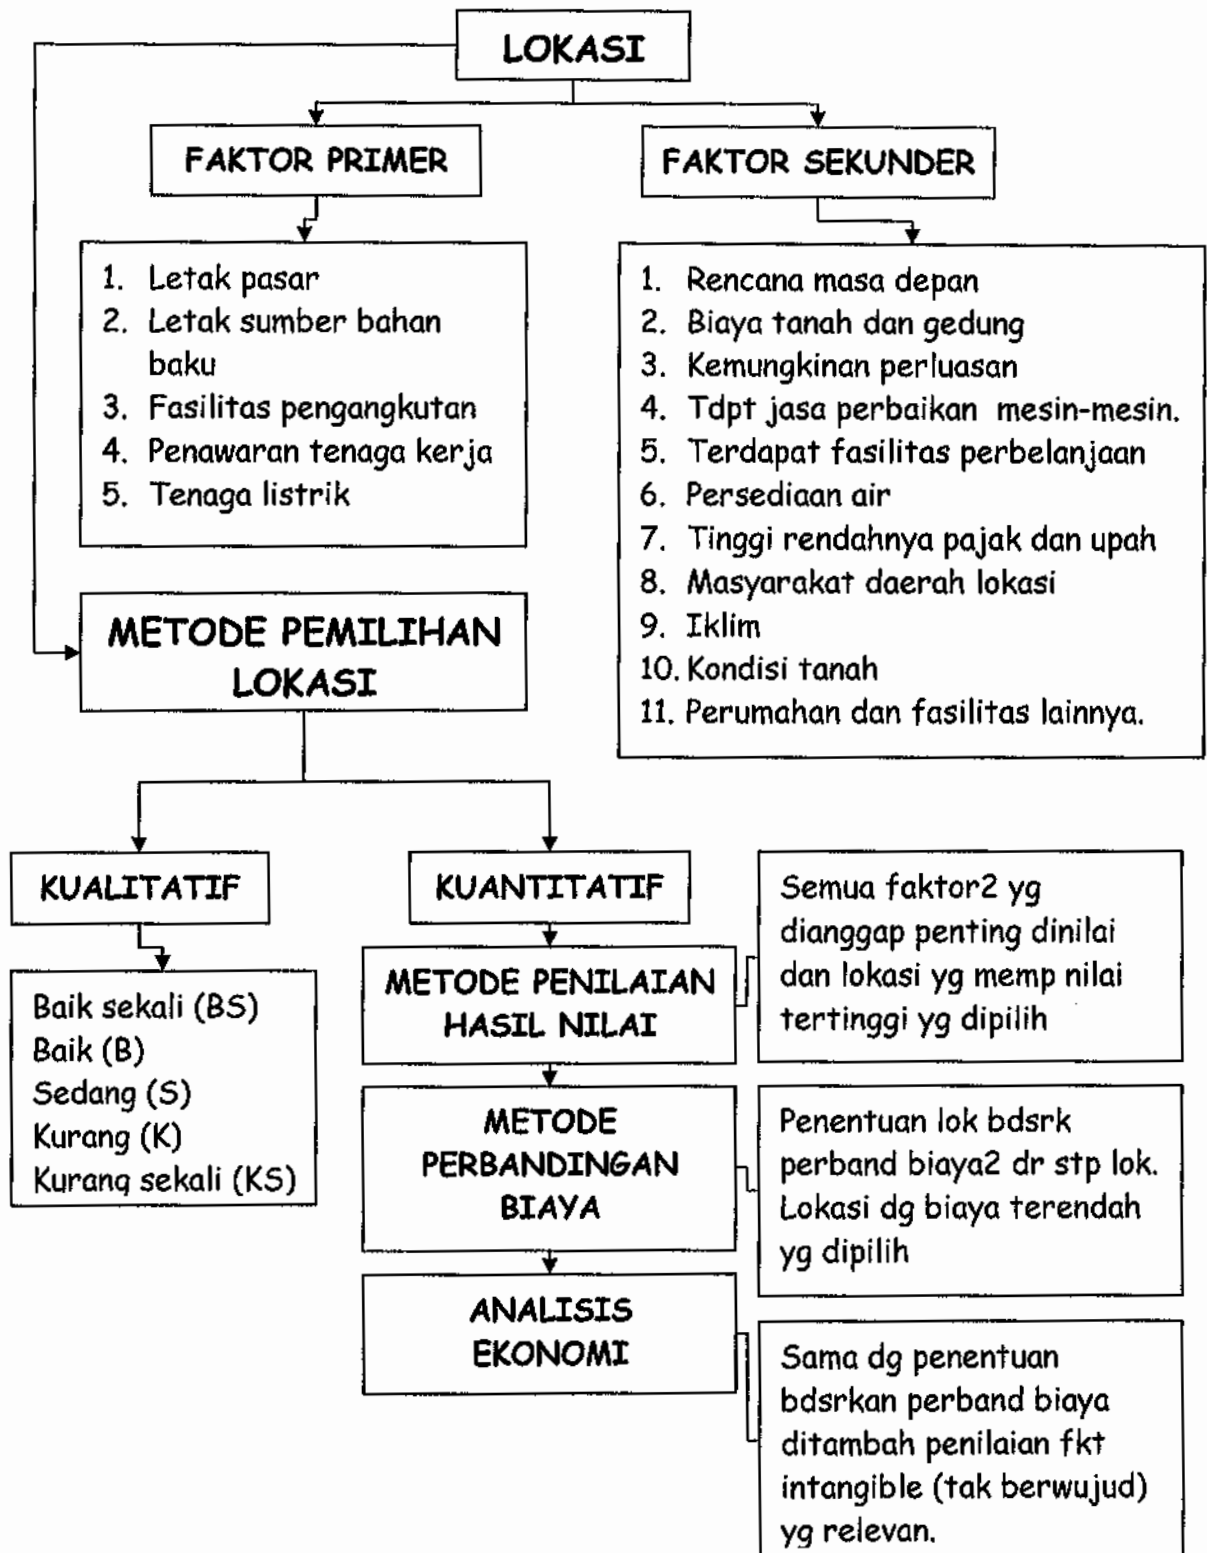 LOKASI
FAKTOR PRIMER
1. Letak pasar
2. Letak sumber bahan
baku
3. Fasilitas pengangkutan
4. Penawaran tenaga kerja
5. Tenaga listrik
FAKTOR SEKUNDER
1. Rencana masa depan
2. Biaya tanah dan gedung
3. Kemungkinan perluasan
4. Tdpt jasa perbaikan mesin-mesin.
5. Terdapat fasilitas perbelanjaan
6. Persediaan air
7. Tinggi rendahnya pajak dan upah
8. Masyarakat daerah lokasi
9. Iklim
10. Kondisi tanah
11. Perumahan dan fasilitas lainnya.
METODE PEMILIHAN
LOKASI
KUALITATIF
Baik sekali (BS)
Baik (B)
Sedang (S)
Kurang (K)
Kurang sekali (KS)
KUANTITATIF
METODE PENILAIAN
HASIL NILAI
Semua faktor2 yg
dianggap penting dinilai
dan lokasi yg memp nilai
tertinggi yg dipilih
METODE
PERBANDINGAN
BIAYA
Penentuan lok bdsrk
perband biaya2 dr stp lok.
Lokasi dg biaya terendah
yg dipilih
ANALISIS
EKONOMI
Sama dg penentuan
bdsrkan perband biaya
ditambah penilaian fkt
intangible (tak berwujud)
yg relevan.